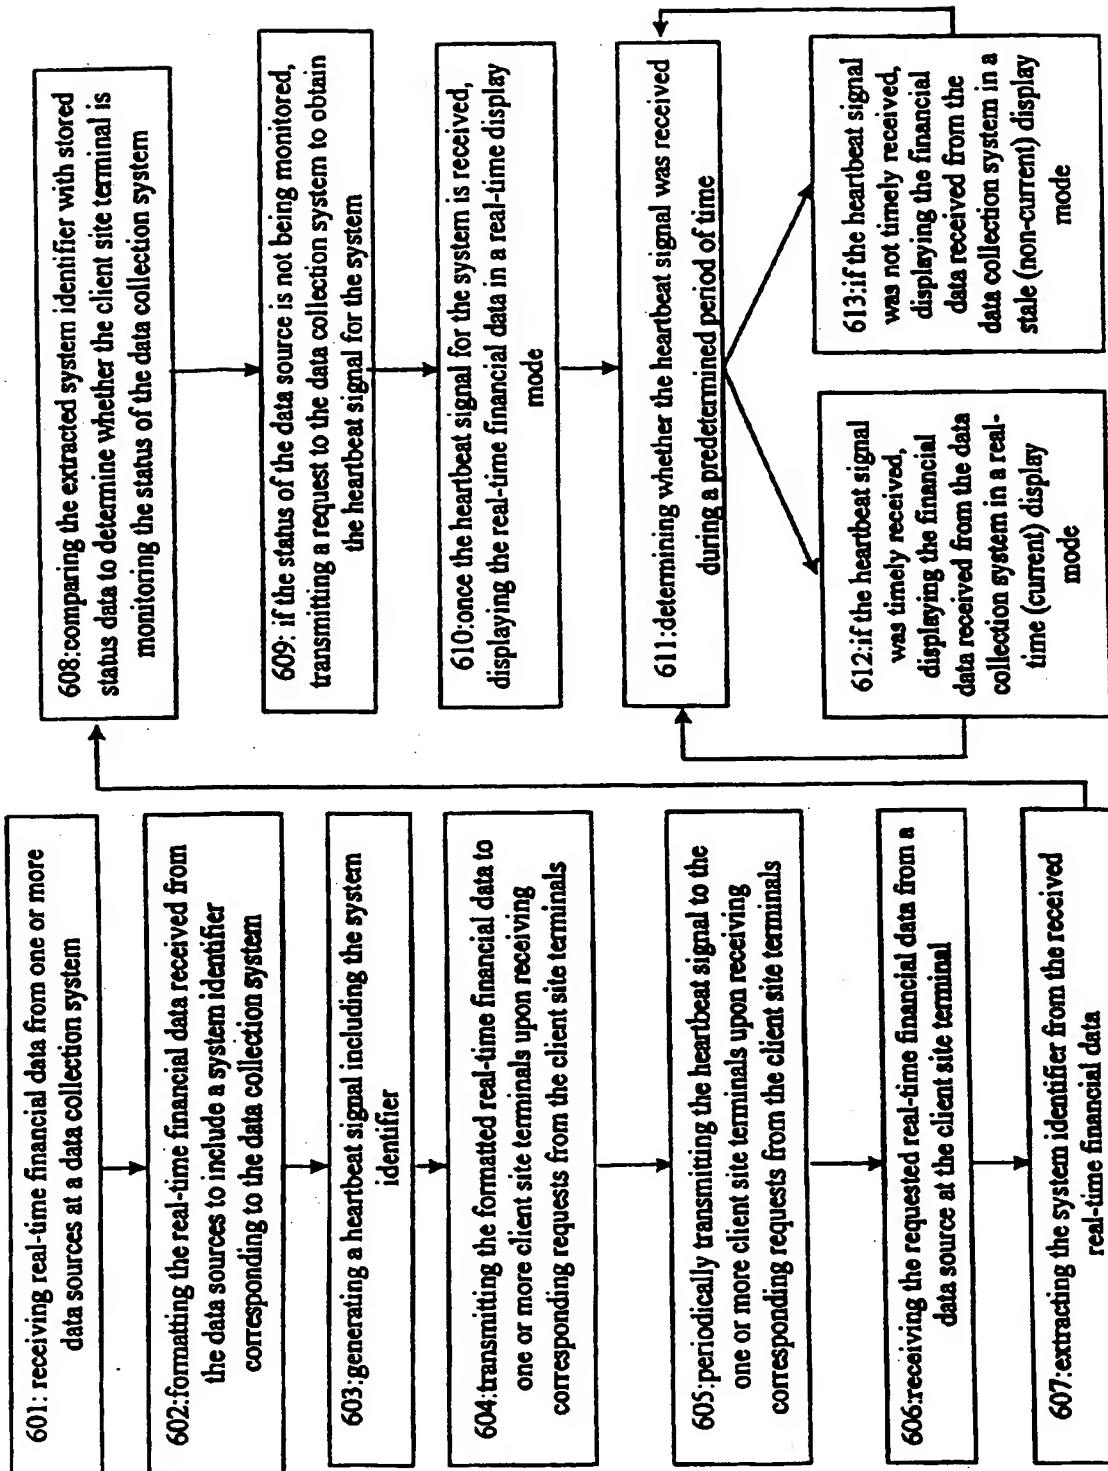 601: receiving real-time financial data from one or more
data sources at a data collection system
602:formatting the real-time financial data received from
the data sources to include a system identifier
corresponding to the data collection system
603:generating a heartbeat signal including the system
identifier
604:transmitting the formatted real-time financial data to
one or more client site terminals upon receiving
corresponding requests from the client site terminals
605:periodically transmitting the heartbeat signal to the
one or more client site terminals upon receiving
corresponding requests from the client site terminals
606:receiving the requested real-time financial data from a
data source at the client site terminal
607:extracting the system identifier from the received
real-time financial data
608:comparing the extracted system identifier with stored
status data to determine whether the client site terminal is
monitoring the status of the data collection system
609: if the status of the data source is not being monitored,
transmitting a request to the data collection system to obtain
the heartbeat signal for the system
610:once the heartbeat signal for the system is received,
displaying the real-time financial data in a real-time display
mode
611:determining whether the heartbeat signal was received
during a predetermined period of time
612:if the heartbeat signal
was timely received,
displaying the financial
data received from the data
collection system in a real-
time (current) display
mode
613:if the heartbeat signal
was not timely received,
displaying the financial
data received from the
data collection system in a
stale (non-current) display
mode